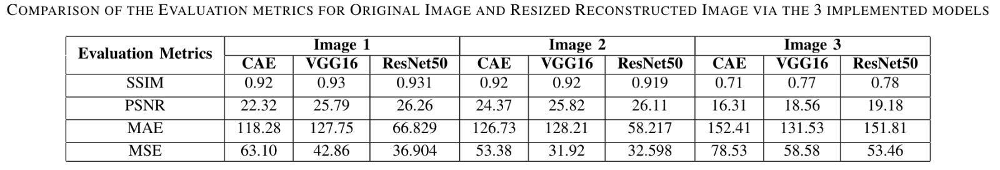 COMPARISON OF THE EVALUATION METRICS FOR ORIGINAL IMAGE AND RESIZED RECONSTRUCTED IMAGE VIA THE 3 IMPLEMENTED MODELS
Evaluation Metrics Image 1 Image 2 Image 3
CAE VGG16 ResNet50 CAE VGG16 ResNet50 CAE VGG16 ResNet50
SSIM 0.92 0.93 0.931 0.92 0.92 0.919 0.71 0.77 0.78
PSNR 22.32 25.79 26.26 24.37 25.82 26.11 16.31 18.56 19.18
MAE 118.28 127.75 66.829 126.73 128.21 58.217 152.41 131.53 151.81
MSE 63.10 42.86 36.904 53.38 31.92 32.598 78.53 58.58 53.46